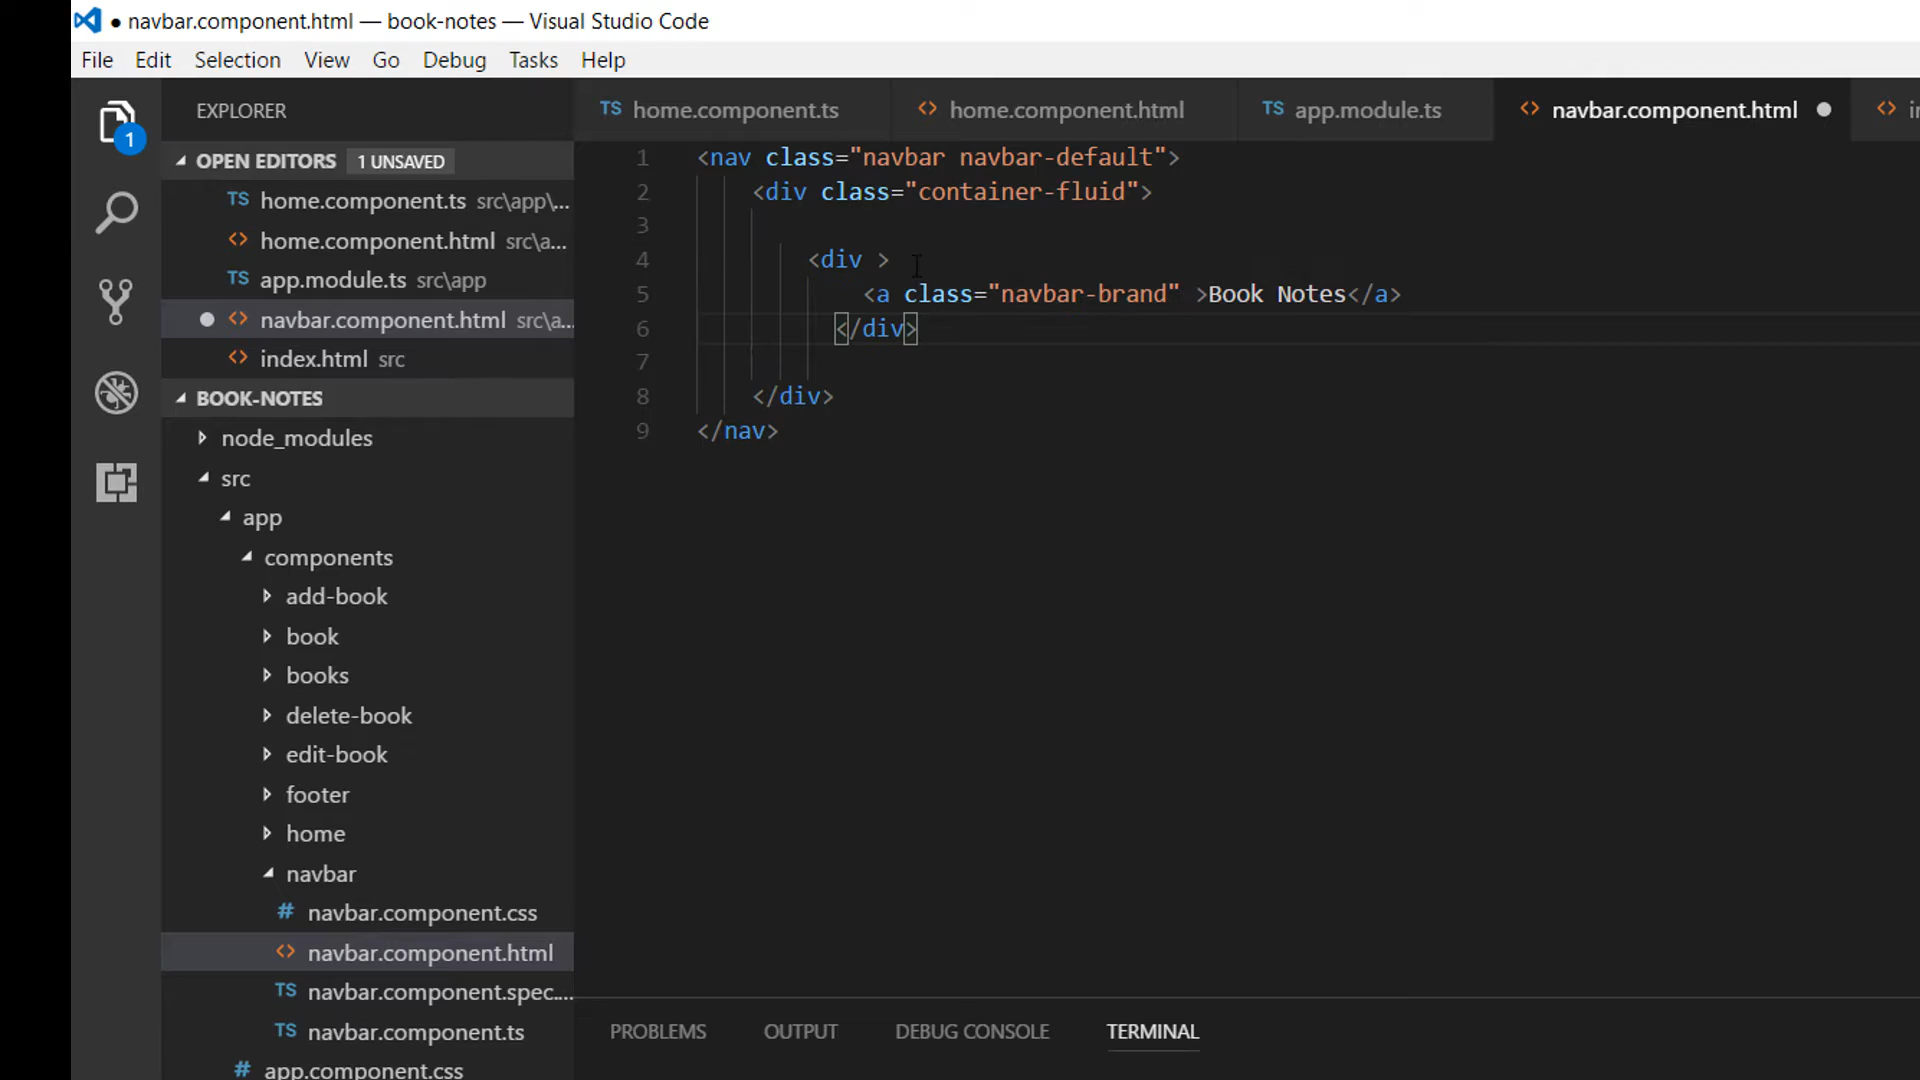 ● navbar.component.html — book-notes — Visual Studio Code
File Edit Selection View Go Debug Tasks Help
1
EXPLORER
OPEN EDITORS 1 UNSAVED
TS home.component.ts src\app\...
<> home.component.html src\a...
TS app.module.ts src\app
● <> navbar.component.html src\a...
<> index.html src
BOOK-NOTES
node_modules
src
app
components
add-book
book
books
delete-book
edit-book
footer
home
navbar
# navbar.component.css
<> navbar.component.html
TS navbar.component.spec....
TS navbar.component.ts
# app.component.css
TS home.component.ts <> home.component.html TS app.module.ts <> navbar.component.html ● <>
1 <nav class="navbar navbar-default">
2 <div class="container-fluid">
3
4 <div >
5 <a class="navbar-brand" >Book Notes</a>
6 </div>
7
8 </div>
9 </nav>
PROBLEMS OUTPUT DEBUG CONSOLE TERMINAL